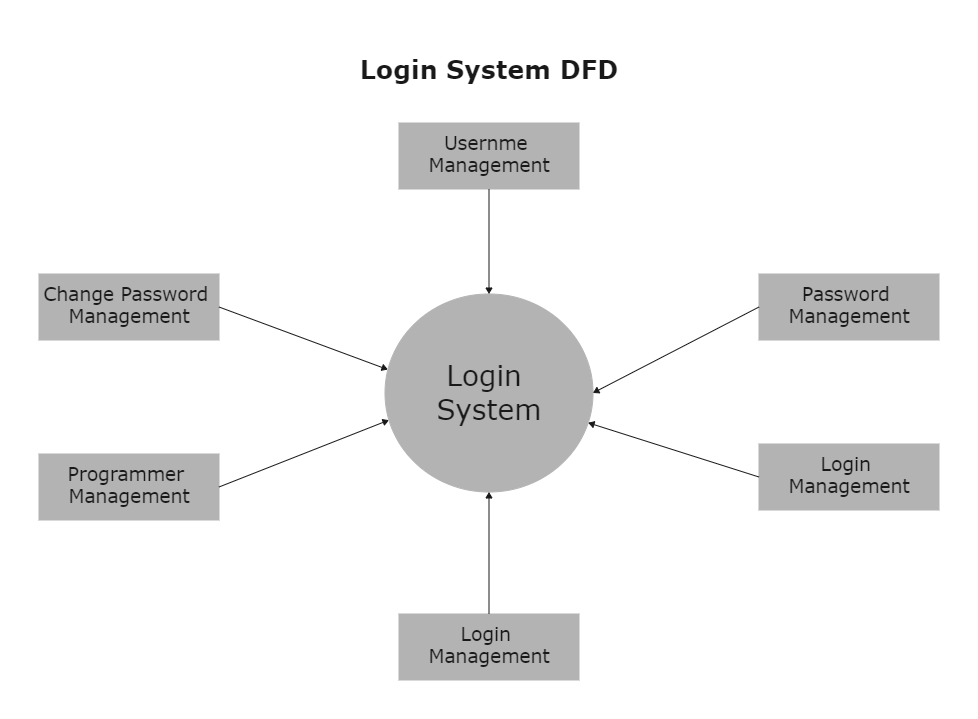 Login System DFD
Usernme
Management
Change Password
Management
Password
Management
Login
System
Programmer
Management
Login
Management
Login
Management